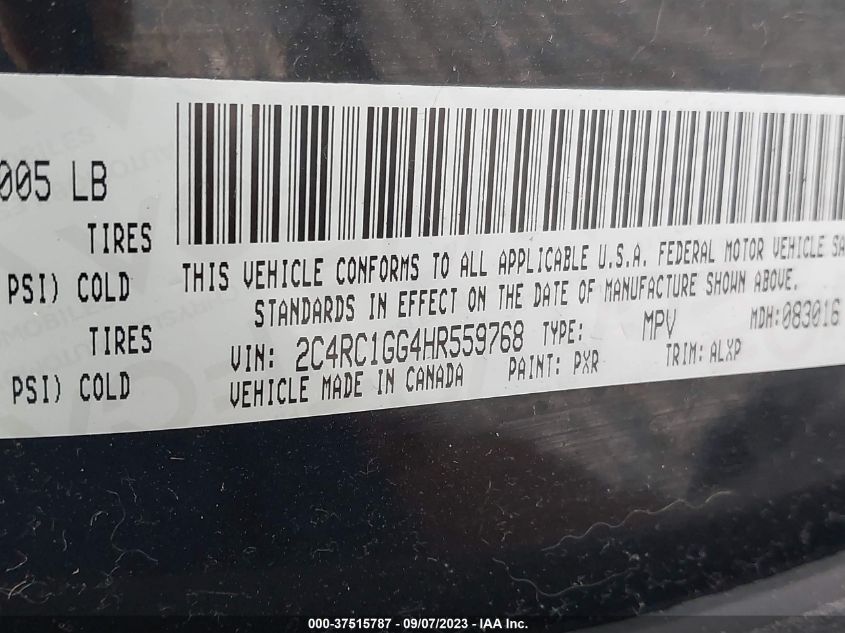 005 LB
TIRES
PSI) COLD
TIRES
PSI) COLD
THIS VEHICLE CONFORMS TO ALL APPLICABLE U.S.A. FEDERAL MOTOR VEHICLE SA
STANDARDS IN EFFECT ON THE DATE OF MANUFACTURE SHOWN ABOVE.
VIN: 2C4RC1GG4HR559768 TYPE: MPV MDH:083016
VEHICLE MADE IN CANADA PAINT: PXR TRIM: ALXP
000-37515787 - 09/07/2023 - IAA Inc.